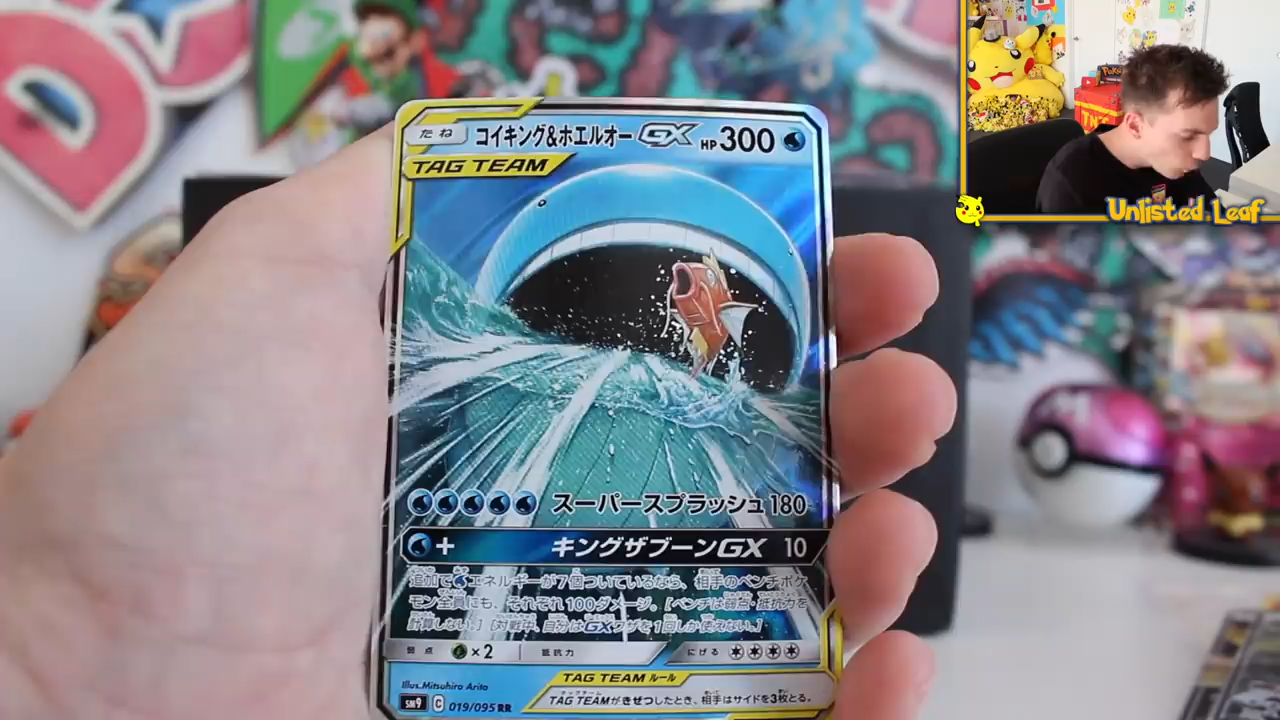 たね コイキング&ホエルオーGX HP300
TAG TEAM
スーパースプラッシュ 180
+ キングザブーンGX 10
追加で エネルギーが7個ついているなら、相手のベンチポケ
モン全員にも、それぞれ100ダメージ。[ベンチは弱点・抵抗力を
計算しない。] [対戦中、自分はGXワザを1回しか使えない。]
弱点 ×2 抵抗力 にげる
TAG TEAM ルール
TAG TEAMがきぜつしたとき、相手はサイドを3枚とる。
Illus. Mitsuhiro Arita
SM9 C 019/095 RR
Unlisted Leaf